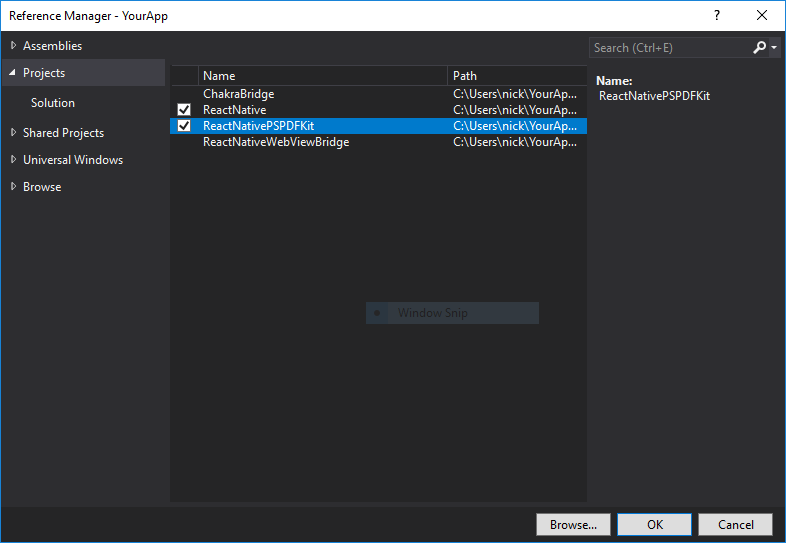 Reference Manager - YourApp
?
Assemblies
Projects
Solution
Shared Projects
Universal Windows
Browse
Name Path
ChakraBridge C:\Users\nick\YourAp...
ReactNative C:\Users\nick\YourAp...
ReactNativePSPDFKit C:\Users\nick\YourAp...
ReactNativeWebViewBridge C:\Users\nick\YourAp...
Window Snip
Search (Ctrl+E)
Name:
ReactNativePSPDFKit
Browse... OK Cancel